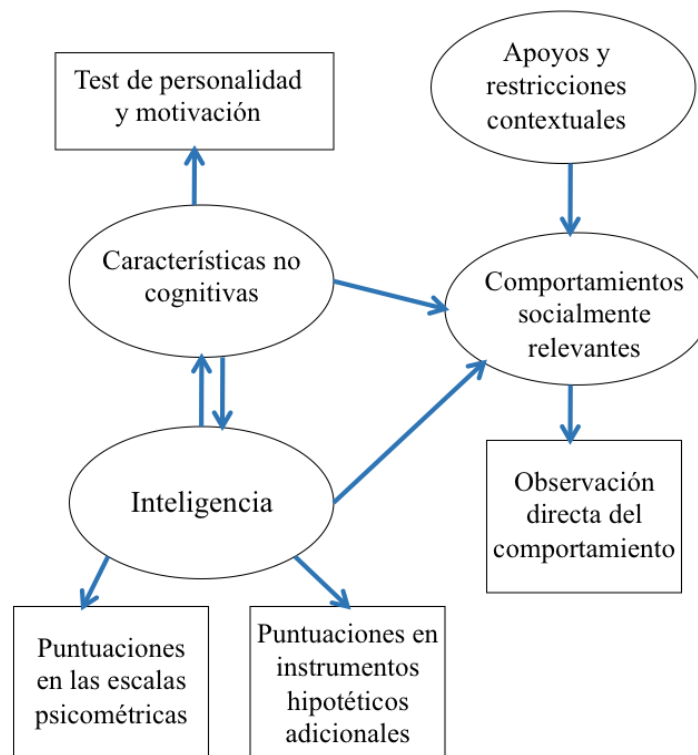 Test de personalidad
y motivación
Apoyos y
restricciones
contextuales
Características no
cognitivas
Comportamientos
socialmente
relevantes
Inteligencia
Observación
directa del
comportamiento
Puntuaciones
en las escalas
psicométricas
Puntuaciones en
instrumentos
hipotéticos
adicionales